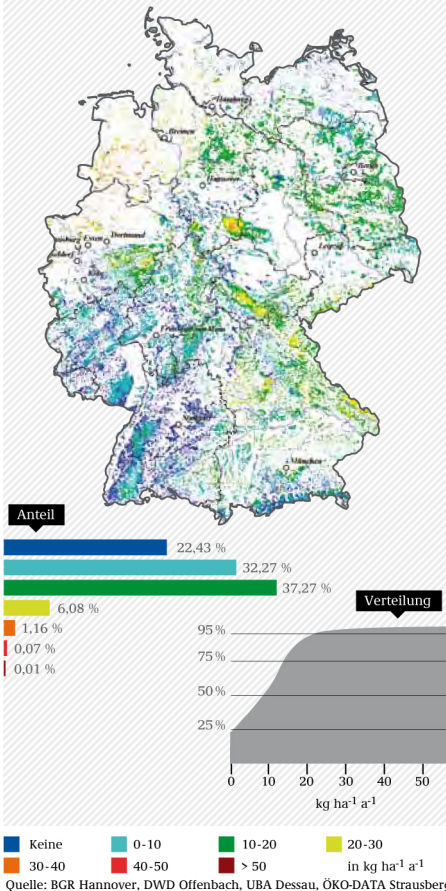 Hamburg
Bremen
Hannover
Berlin
Essen Dortmund
Leipzig
Stuttgart
München
Anteil
22,43 %
32,27 %
37,27 %
6,08 %
1,16 %
0,07 %
0,01 %
Verteilung
95 %
75 %
50 %
25 %
0 10 20 30 40 50
kg ha-1 a-1
Keine 0-10 10-20 20-30
30-40 40-50 > 50 in kg ha-1 a-1
Quelle: BGR Hannover, DWD Offenbach, UBA Dessau, ÖKO-DATA Strausber